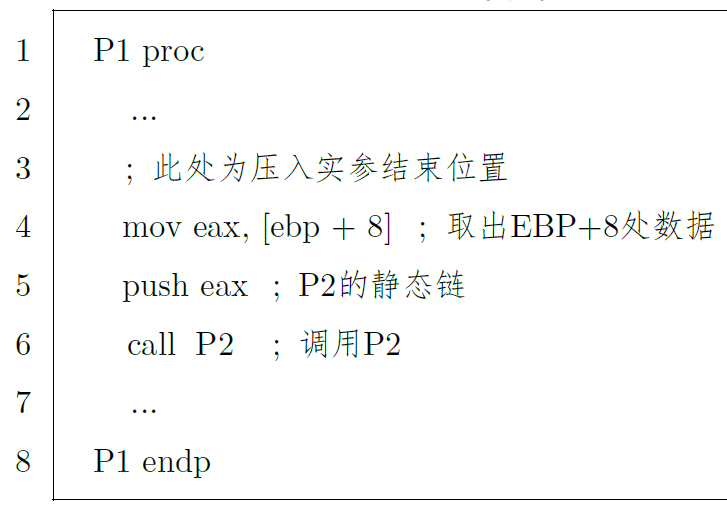 1 P1 proc
2 ...
3 ; 此处为压入实参结束位置
4 mov eax, [ebp + 8] ; 取出EBP+8处数据
5 push eax ; P2的静态链
6 call P2 ; 调用P2
7 ...
8 P1 endp